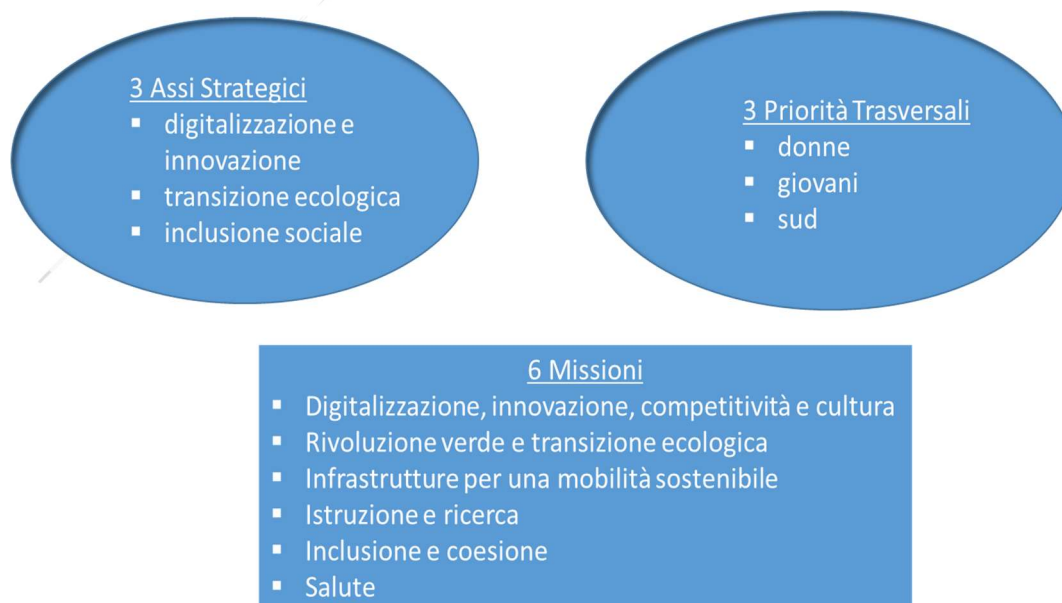 3 Assi Strategici
▪ digitalizzazione e
innovazione
▪ transizione ecologica
▪ inclusione sociale
3 Priorità Trasversali
▪ donne
▪ giovani
▪ sud
6 Missioni
▪ Digitalizzazione, innovazione, competitività e cultura
▪ Rivoluzione verde e transizione ecologica
▪ Infrastrutture per una mobilità sostenibile
▪ Istruzione e ricerca
▪ Inclusione e coesione
▪ Salute